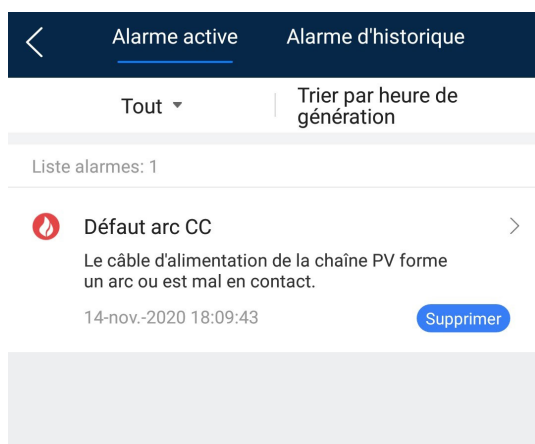 Alarme active Alarme d'historique
Tout Trier par heure de
génération
Liste alarmes: 1
Défaut arc CC
Le câble d'alimentation de la chaîne PV forme
un arc ou est mal en contact.
14-nov.-2020 18:09:43 Supprimer